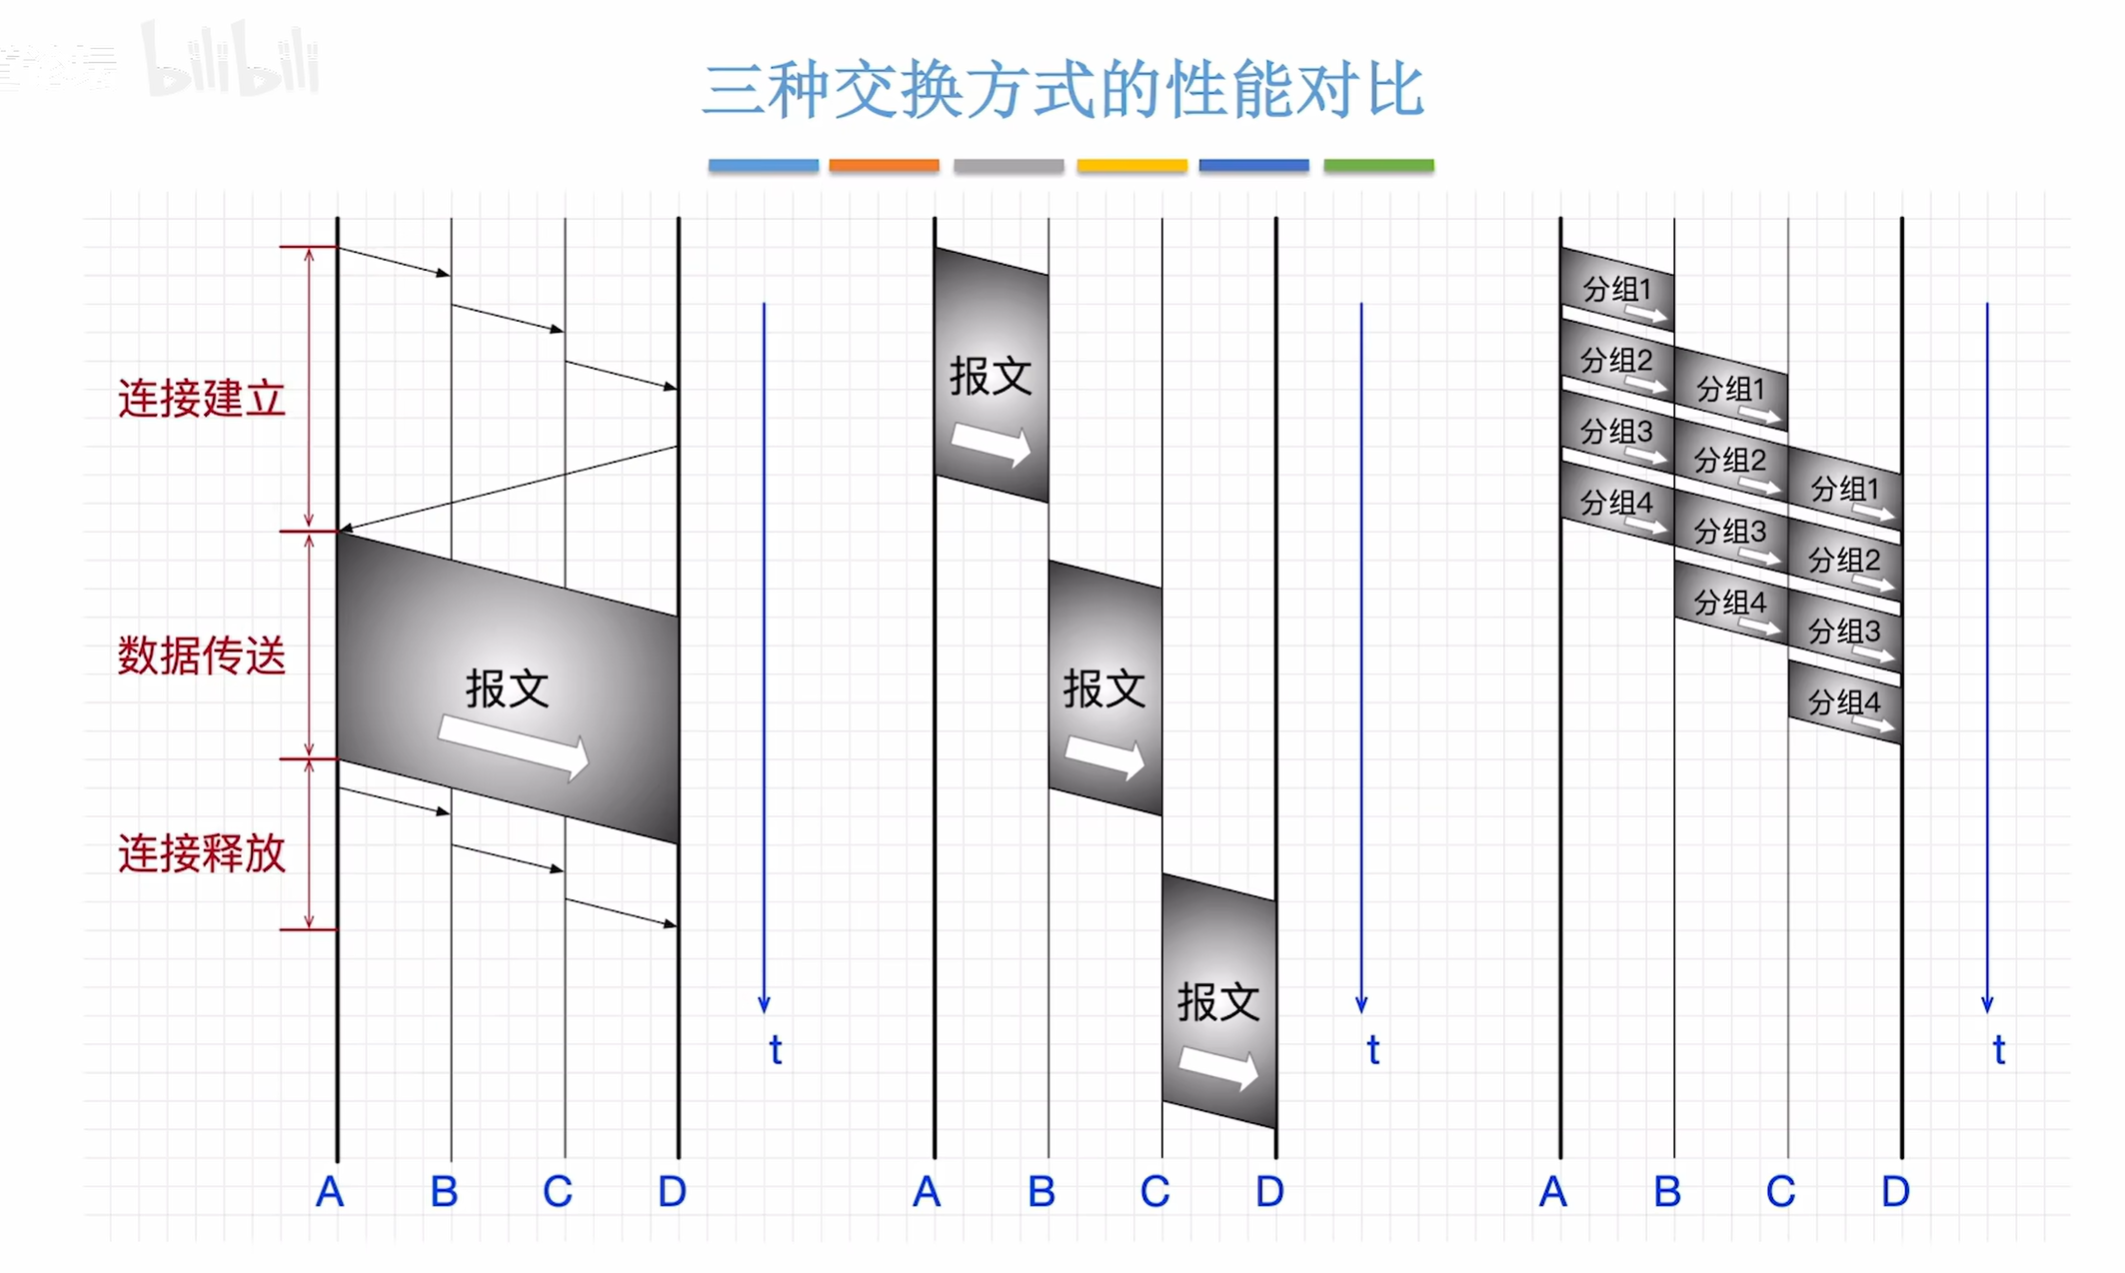 bilibili
三种交换方式的性能对比
连接建立
数据传送
连接释放
报文
t
A B C D
报文
报文
报文
t
A B C D
分组1
分组2 分组1
分组3 分组2 分组1
分组4 分组3 分组2
分组4 分组3
分组4
t
A B C D